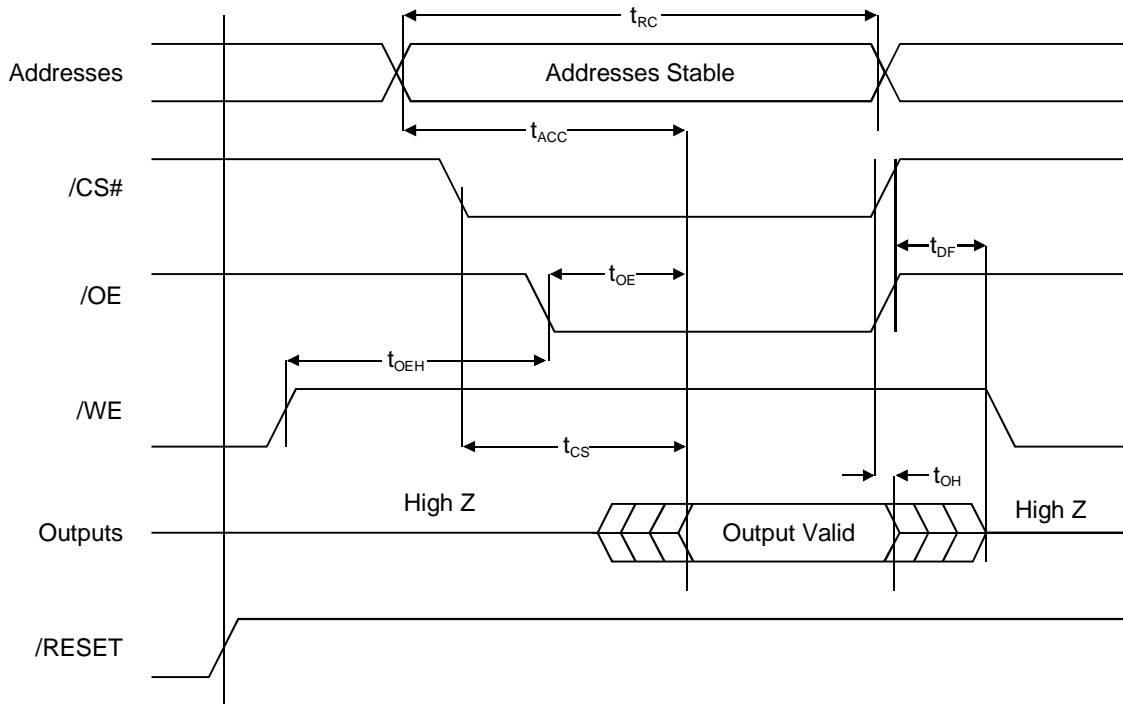 tRC
Addresses
Addresses Stable
tACC
/CS#
tDF
/OE
tOE
tOEH
/WE
tCS
tOH
High Z
High Z
Outputs
Output Valid
/RESET